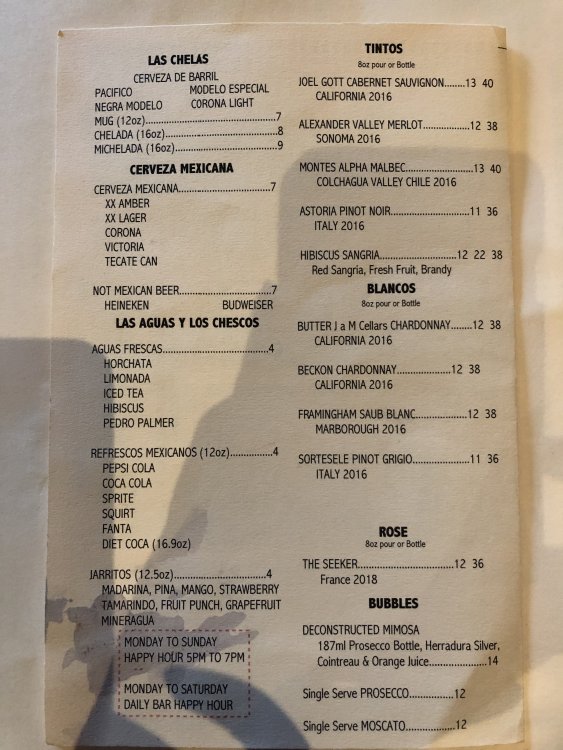 LAS CHELAS
CERVEZA DE BARRIL
PACIFICO MODELO ESPECIAL
NEGRA MODELO CORONA LIGHT
MUG (12oz)..............................7
CHELADA (16oz)..........................8
MICHELADA (16oz)........................9
CERVEZA MEXICANA
CERVEZA MEXICANA........................7
XX AMBER
XX LAGER
CORONA
VICTORIA
TECATE CAN
NOT MEXICAN BEER........................7
HEINEKEN BUDWEISER
LAS AGUAS Y LOS CHESCOS
AGUAS FRESCAS...........................4
HORCHATA
LIMONADA
ICED TEA
HIBISCUS
PEDRO PALMER
REFRESCOS MEXICANOS (12oz)..............4
PEPSI COLA
COCA COLA
SPRITE
SQUIRT
FANTA
DIET COCA (16.9oz)
JARRITOS (12.5oz).......................4
MADARINA, PINA, MANGO, STRAWBERRY
TAMARINDO, FRUIT PUNCH, GRAPEFRUIT
MINERAGUA
MONDAY TO SUNDAY
HAPPY HOUR 5PM TO 7PM
MONDAY TO SATURDAY
DAILY BAR HAPPY HOUR
TINTOS
8oz pour or Bottle
JOEL GOTT CABERNET SAUVIGNON........13 40
CALIFORNIA 2016
ALEXANDER VALLEY MERLOT..................12 38
SONOMA 2016
MONTES ALPHA MALBEC......................13 40
COLCHAGUA VALLEY CHILE 2016
ASTORIA PINOT NOIR.......................11 36
ITALY 2016
HIBISCUS SANGRIA.........................12 22 38
Red Sangria, Fresh Fruit, Brandy
BLANCOS
8oz pour or Bottle
BUTTER J a M Cellars CHARDONNAY........12 38
CALIFORNIA 2016
BECKON CHARDONNAY....................12 38
CALIFORNIA 2016
FRAMINGHAM SAUB BLANC.................12 38
MARBOROUGH 2016
SORTESELE PINOT GRIGIO..................11 36
ITALY 2016
ROSE
8oz pour or Bottle
THE SEEKER...............................12 36
France 2018
BUBBLES
DECONSTRUCTED MIMOSA
187ml Prosecco Bottle, Herradura Silver,
Cointreau & Orange Juice...................14
Single Serve PROSECCO..............12
Single Serve MOSCATO................12